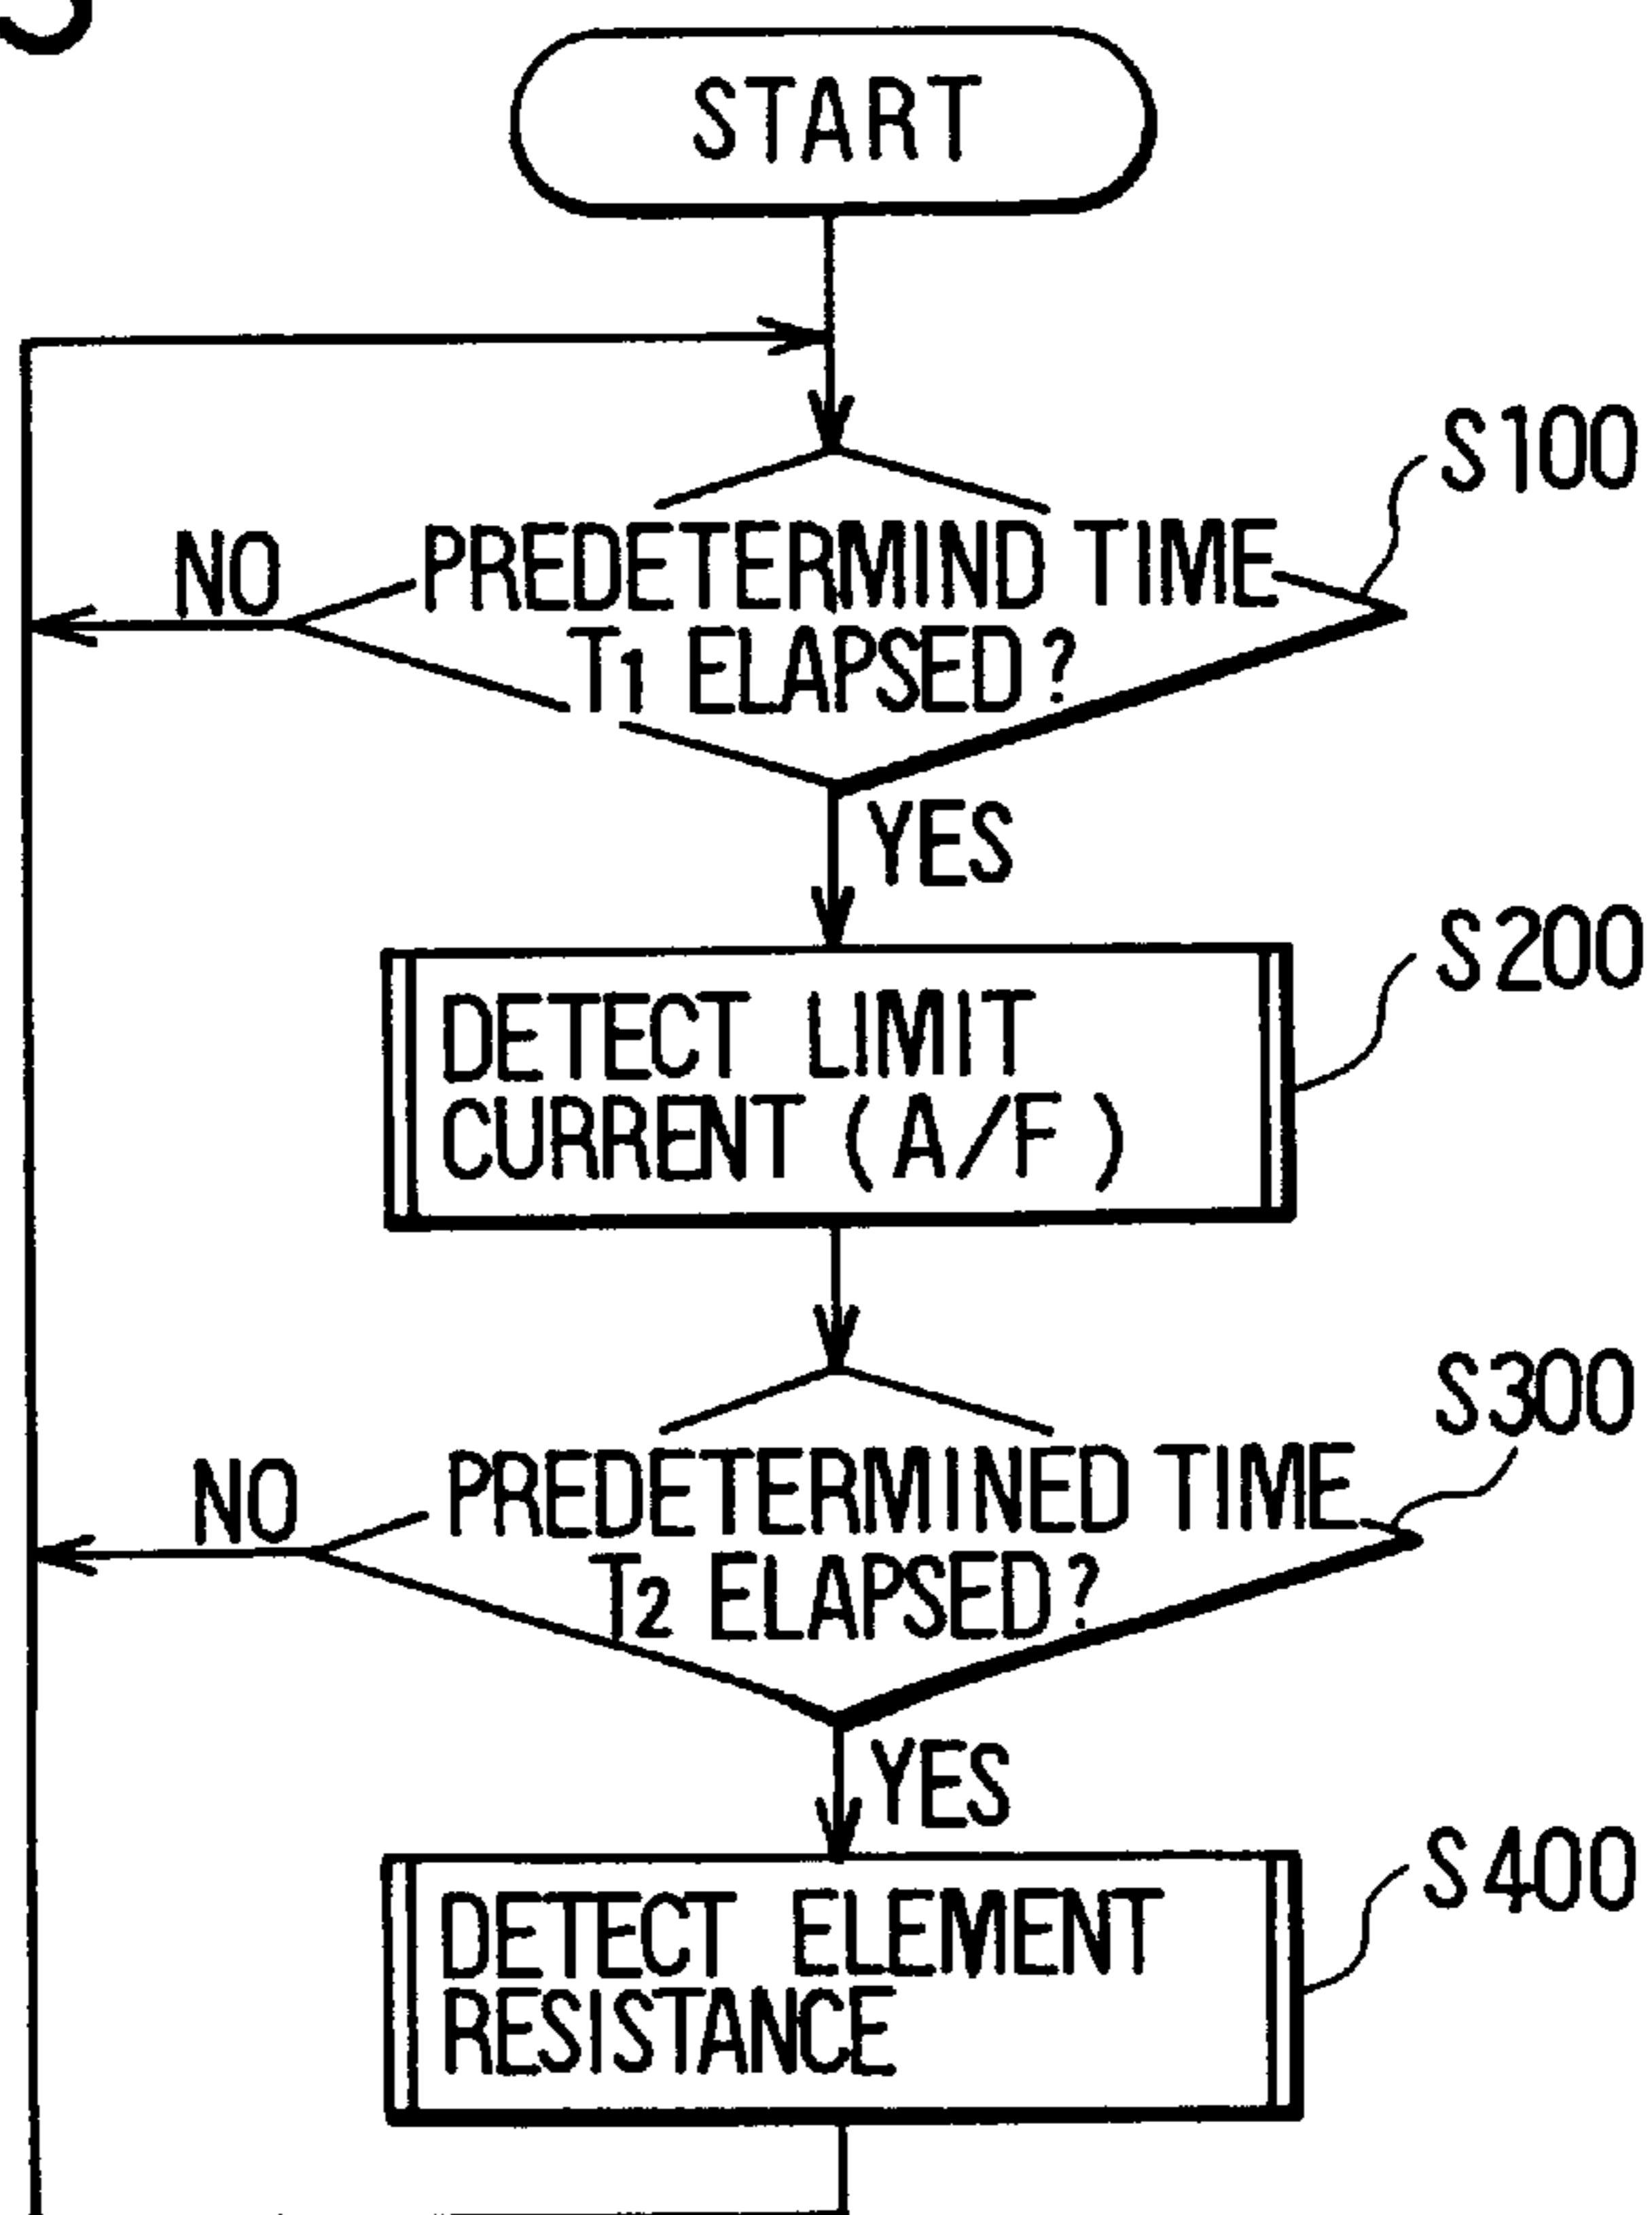 START
S100
NO
PREDETERMIND TIME
T1 ELAPSED?
YES
S200
DETECT LIMIT
CURRENT (A/F)
S300
NO
PREDETERMINED TIME
T2 ELAPSED?
YES
S400
DETECT ELEMENT
RESISTANCE